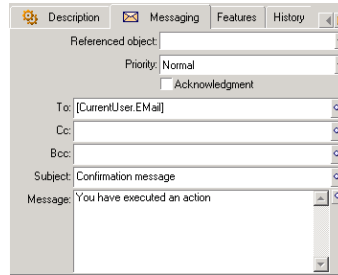 Description Messaging Features History
Referenced object:
Priority: Normal
Acknowledgment
To: [CurrentUser.EMail]
Cc:
Bcc:
Subject: Confirmation message
Message: You have executed an action